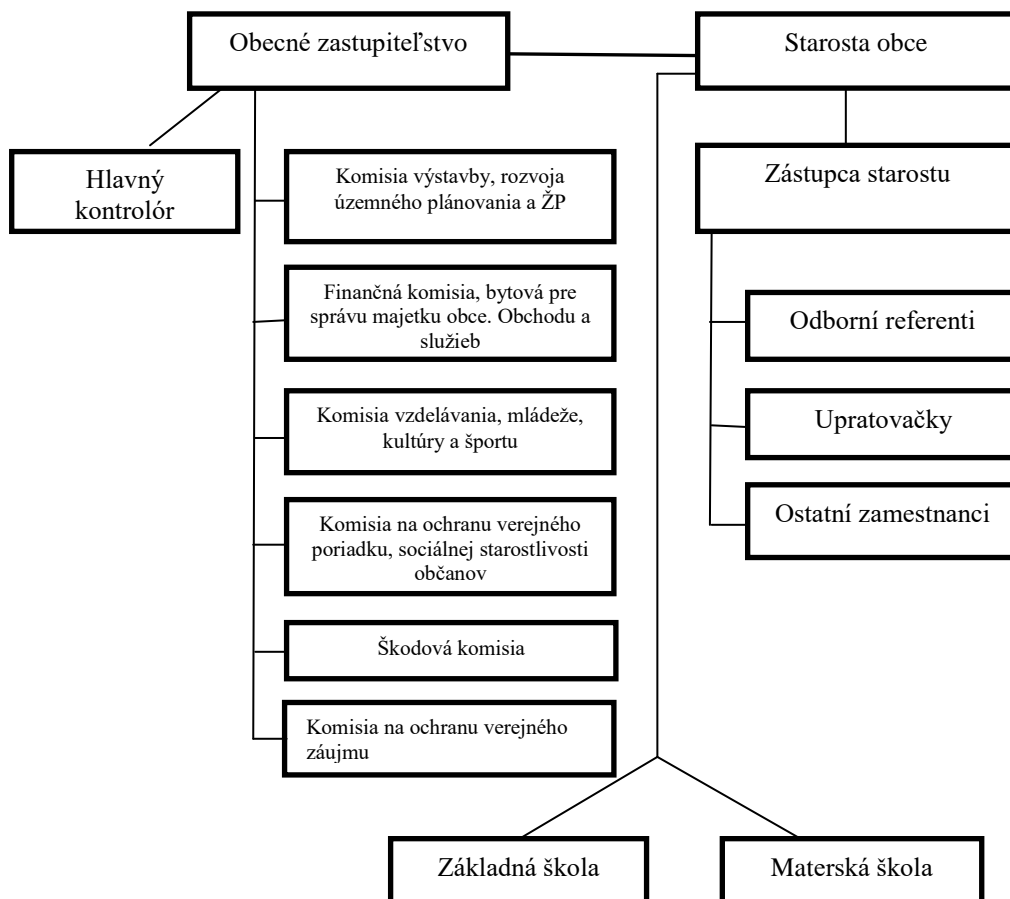 Obecné zastupiteľstvo
Starosta obce
Hlavný
kontrolór
Komisia výstavby, rozvoja
územného plánovania a ŽP
Zástupca starostu
Finančná komisia, bytová pre
správu majetku obce. Obchodu a
služieb
Odborní referenti
Komisia vzdelávania, mládeže,
kultúry a športu
Upratovačky
Komisia na ochranu verejného
poriadku, sociálnej starostlivosti
občanov
Ostatní zamestnanci
Škodová komisia
Komisia na ochranu verejného
záujmu
Základná škola
Materská škola